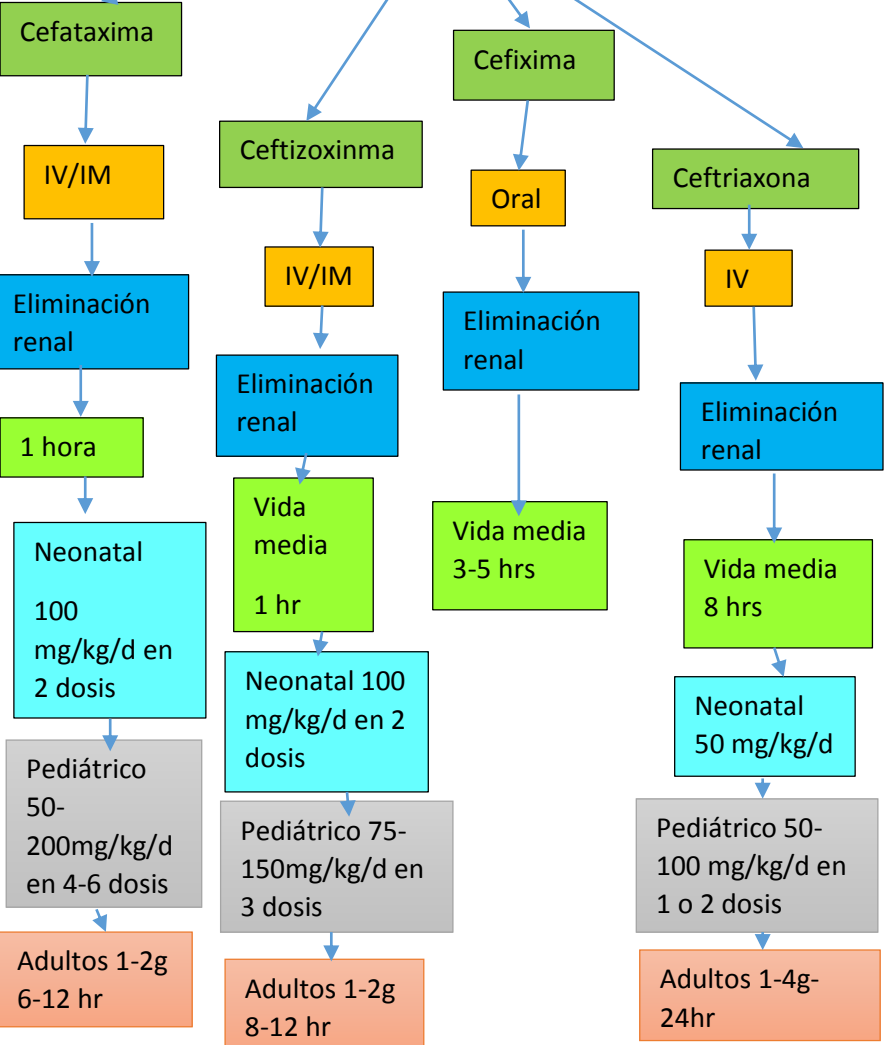 Cefataxima
IV/IM
Eliminación
renal
1 hora
Neonatal
100
mg/kg/d en
2 dosis
Pediátrico
50-
200mg/kg/d
en 4-6 dosis
Adultos 1-2g
6-12 hr
Ceftizoxinma
IV/IM
Eliminación
renal
Vida
media
1 hr
Neonatal 100
mg/kg/d en 2
dosis
Pediátrico 75-
150mg/kg/d en
3 dosis
Adultos 1-2g
8-12 hr
Cefixima
Oral
Eliminación
renal
Vida media
3-5 hrs
Ceftriaxona
IV
Eliminación
renal
Vida media
8 hrs
Neonatal
50 mg/kg/d
Pediátrico 50-
100 mg/kg/d en
1 o 2 dosis
Adultos 1-4g-
24hr